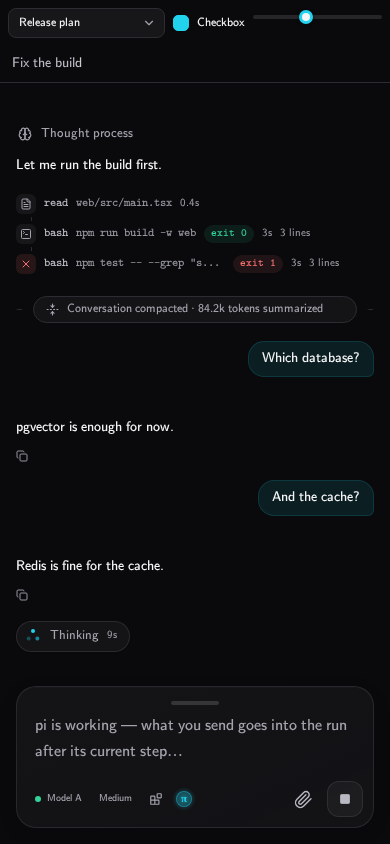 Release plan
Checkbox
Fix the build
Thought process
Let me run the build first.
read web/src/main.tsx 0.4s
bash npm run build -w web exit 0 3s 3 lines
bash npm test -- --grep "s... exit 1 3s 3 lines
Conversation compacted · 84.2k tokens summarized
Which database?
pgvector is enough for now.
And the cache?
Redis is fine for the cache.
Thinking 9s
pi is working — what you send goes into the run
after its current step…
Model A Medium π